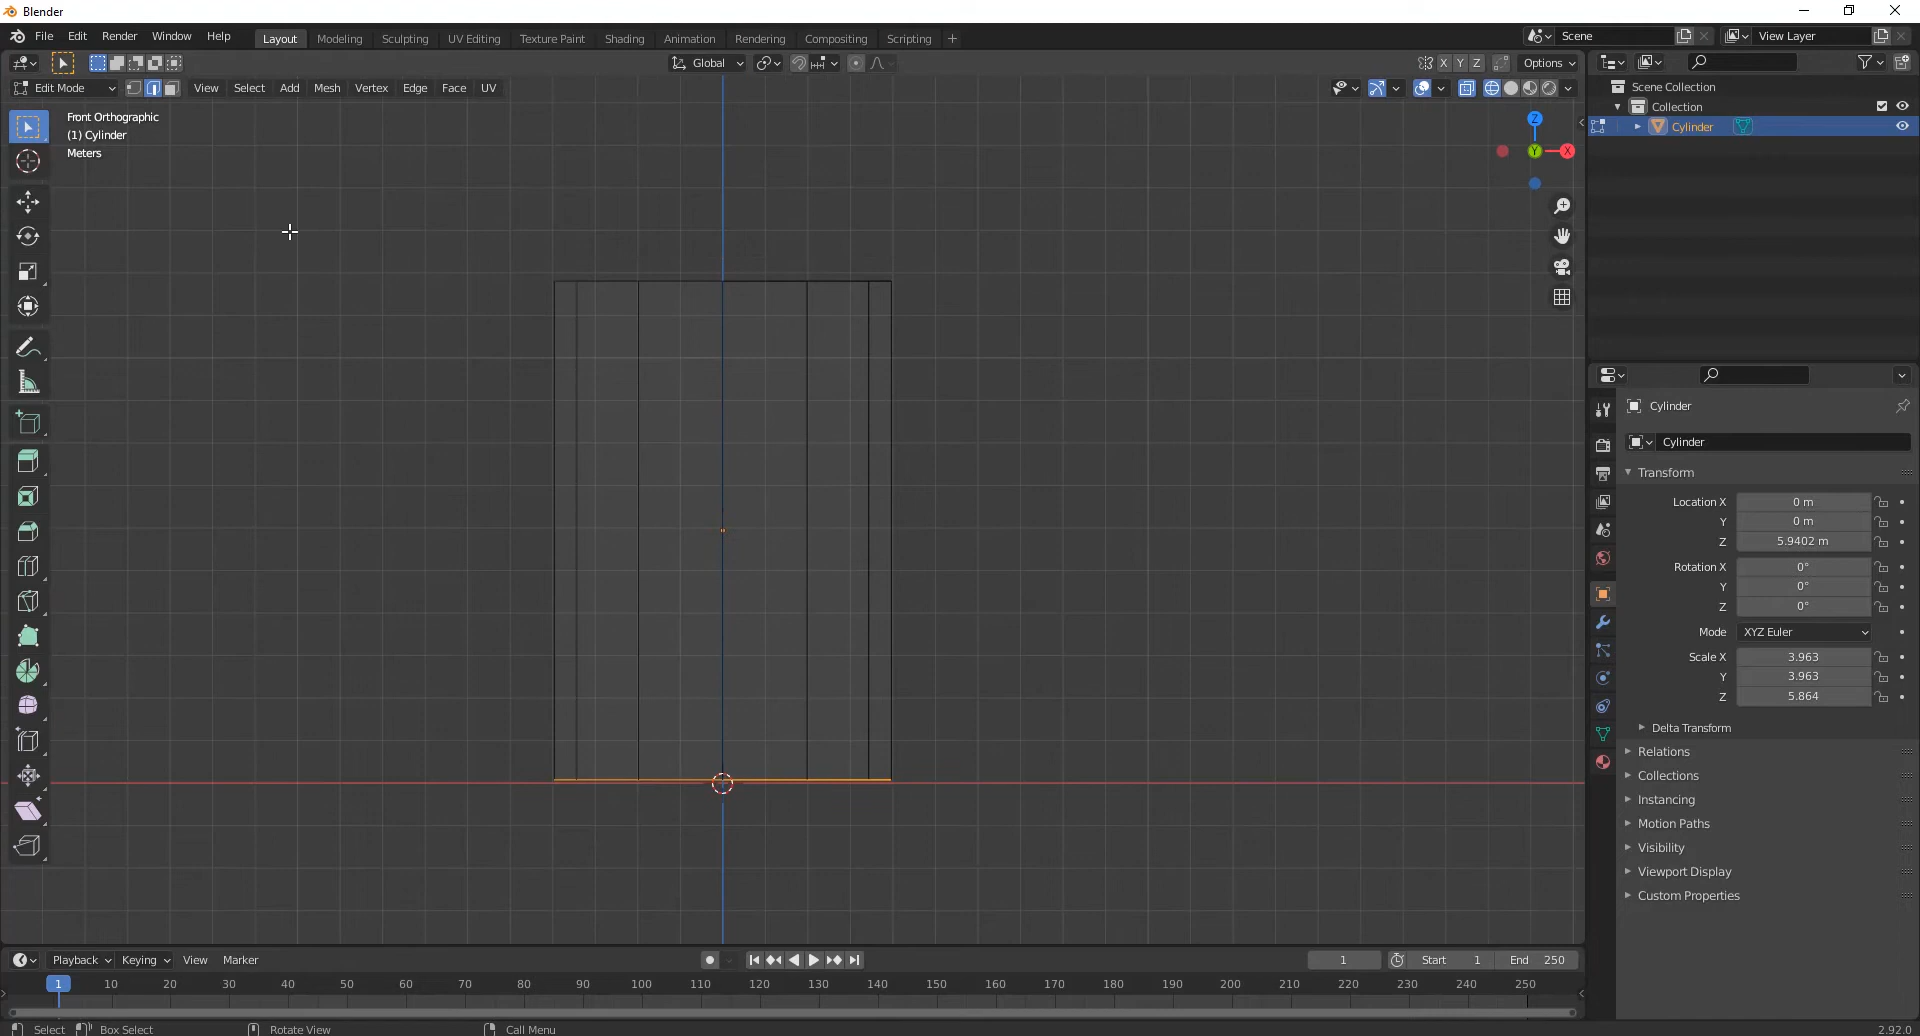 Blender
File Edit Render Window Help
Layout Modeling Sculpting UV Editing Texture Paint Shading Animation Rendering Compositing Scripting +
Scene
View Layer
Global
X Y Z
Options
Edit Mode
View Select Add Mesh Vertex Edge Face UV
Front Orthographic
(1) Cylinder
Meters
Z
Y
X
Scene Collection
Collection
Cylinder
Cylinder
Cylinder
Transform
Location X 0 m
Y 0 m
Z 5.9402 m
Rotation X 0°
Y 0°
Z 0°
Mode XYZ Euler
Scale X 3.963
Y 3.963
Z 5.864
Delta Transform
Relations
Collections
Instancing
Motion Paths
Visibility
Viewport Display
Custom Properties
Playback Keying View Marker
1
Start 1
End 250
1 10 20 30 40 50 60 70 80 90 100 110 120 130 140 150 160 170 180 190 200 210 220 230 240 250
Select Box Select Rotate View Call Menu
2.92.0